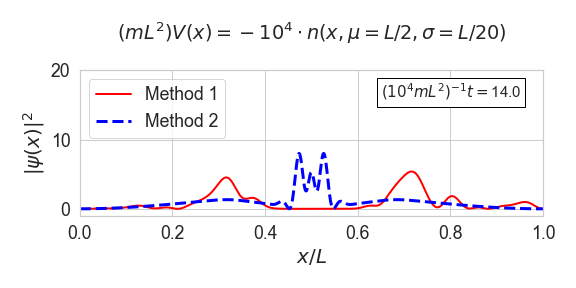 (mL²)V(x) = −10⁴ · n(x, μ = L/2, σ = L/20)
20
10
0
|ψ(x)|²
Method 1
Method 2
(10⁴mL²)⁻¹t = 14.0
0.0 0.2 0.4 0.6 0.8 1.0
x/L